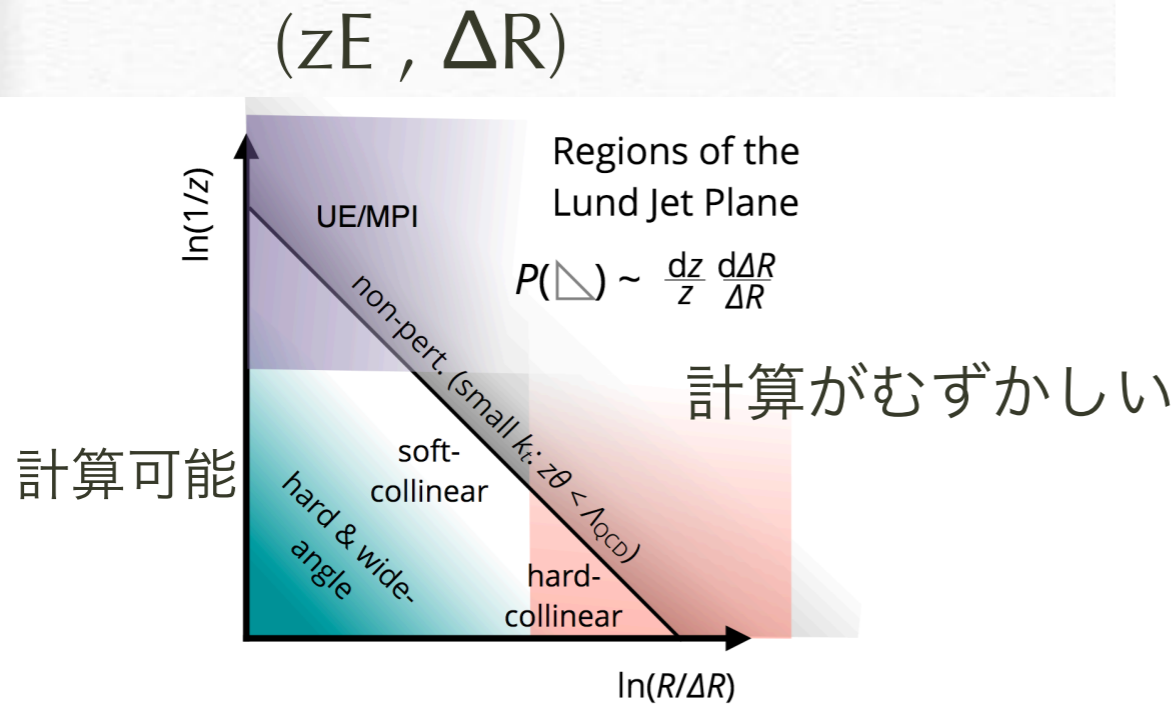 (zE , ΔR)
Regions of the
Lund Jet Plane
ln(1/z)
UE/MPI
P(◺) ~ dz/z dΔR/ΔR
non-pert. (small kt: zθ < ΛQCD)
計算がむずかしい
計算可能
soft-
collinear
hard & wide-
angle
hard-
collinear
ln(R/ΔR)